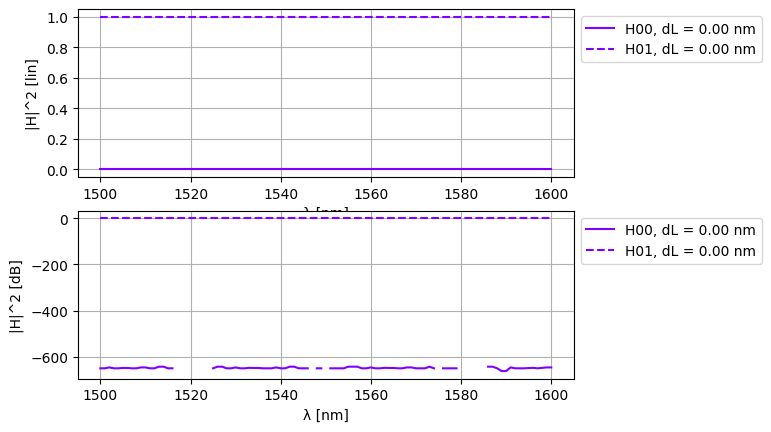 1.0
0.8
0.6
0.4
0.2
0.0
|H|^2 [lin]
1500 1520 1540 1560 1580 1600
λ [nm]
H00, dL = 0.00 nm
H01, dL = 0.00 nm
0
−200
−400
−600
|H|^2 [dB]
1500 1520 1540 1560 1580 1600
λ [nm]
H00, dL = 0.00 nm
H01, dL = 0.00 nm